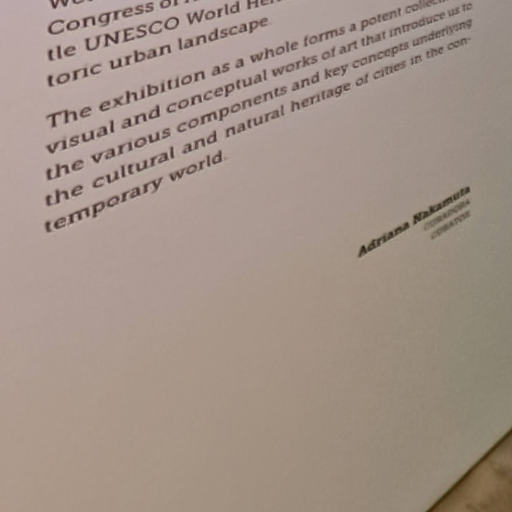 Congress of
tle UNESCO World
toric urban landscape.
The exhibition as a whole forms a potent
visual and conceptual works of art that introduce us to
the various components and key concepts underlying
the cultural and natural heritage of cities in the con-
temporary world.
Adriana Nakamuta
CURADORA
CURATOR